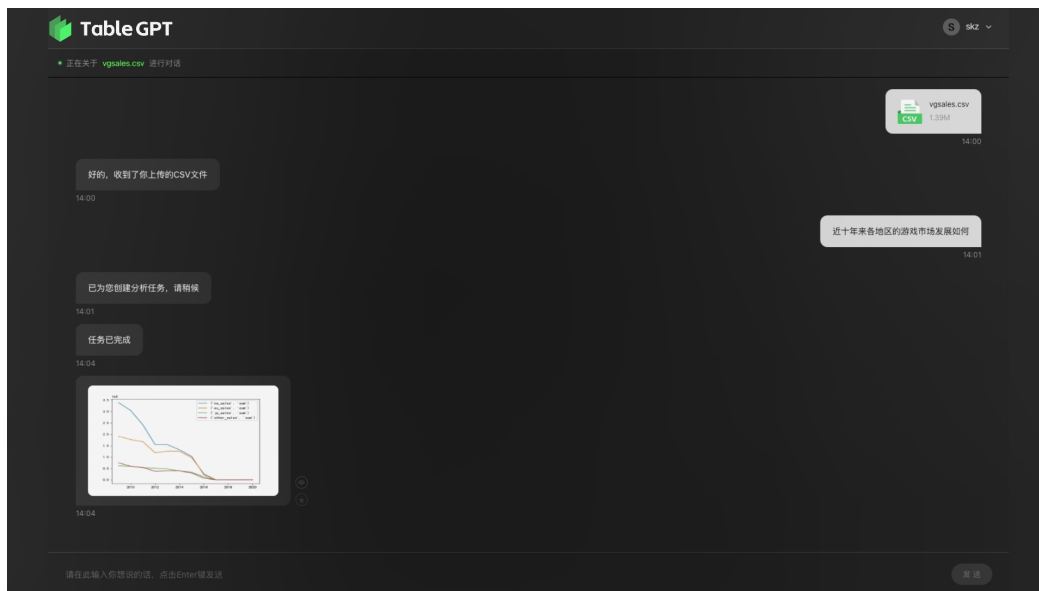 Table GPT
S skz
正在关于 vgsales.csv 进行对话
vgsales.csv
CSV 1.39M
14:00
好的，收到了你上传的CSV文件
14:00
近十年来各地区的游戏市场发展如何
14:01
已为您创建分析任务，请稍候
14:01
任务已完成
14:04
2010 2012 2014 2016 2018 2020
14:04
请在此输入你想说的话，点击Enter键发送
发 送